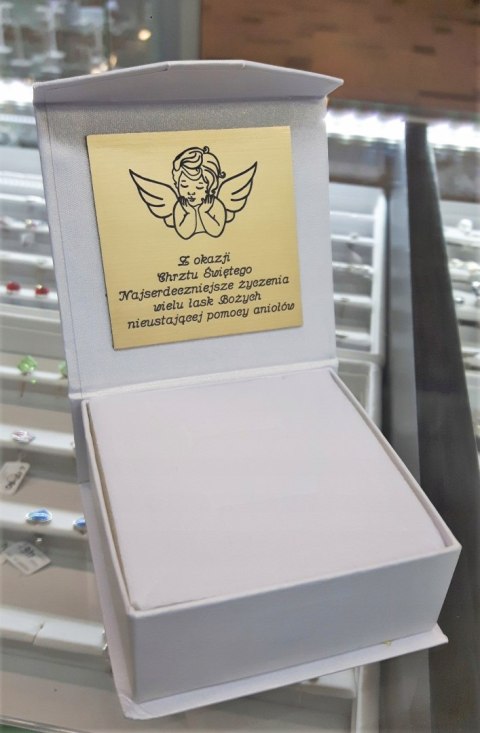 Z okazji
Chrztu Świętego
Najserdeczniejsze życzenia
wielu łask Bożych
nieustającej pomocy aniołów